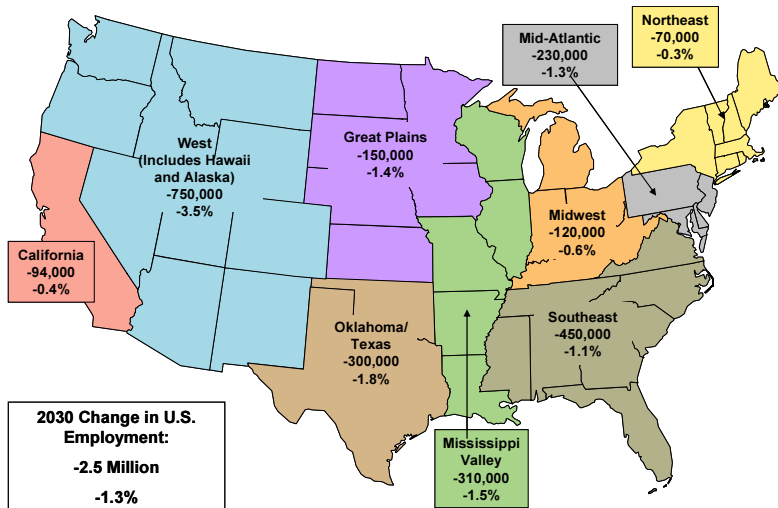 Northeast
-70,000
-0.3%
Mid-Atlantic
-230,000
-1.3%
West
(Includes Hawaii
and Alaska)
-750,000
-3.5%
Great Plains
-150,000
-1.4%
Midwest
-120,000
-0.6%
California
-94,000
-0.4%
Oklahoma/
Texas
-300,000
-1.8%
Southeast
-450,000
-1.1%
Mississippi
Valley
-310,000
-1.5%
2030 Change in U.S.
Employment:
-2.5 Million
-1.3%